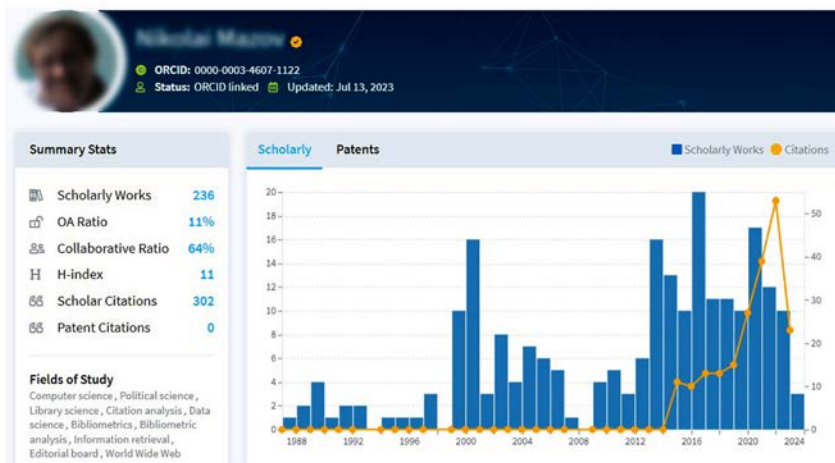 ORCID: 0000-0003-4607-1122
Status: ORCID linked Updated: Jul 13, 2023
Summary Stats
Scholarly Works 236
OA Ratio 11%
Collaborative Ratio 64%
H H-index 11
Scholar Citations 302
Patent Citations 0
Fields of Study
Computer science, Political science,
Library science, Citation analysis, Data
science, Bibliometrics, Bibliometric
analysis, Information retrieval,
Editorial board, World Wide Web
Scholarly Patents Scholarly Works Citations
20
18
16
14
12
10
8
6
4
2
0
50
40
30
20
10
0
1988 1992 1996 2000 2004 2008 2012 2016 2020 2024